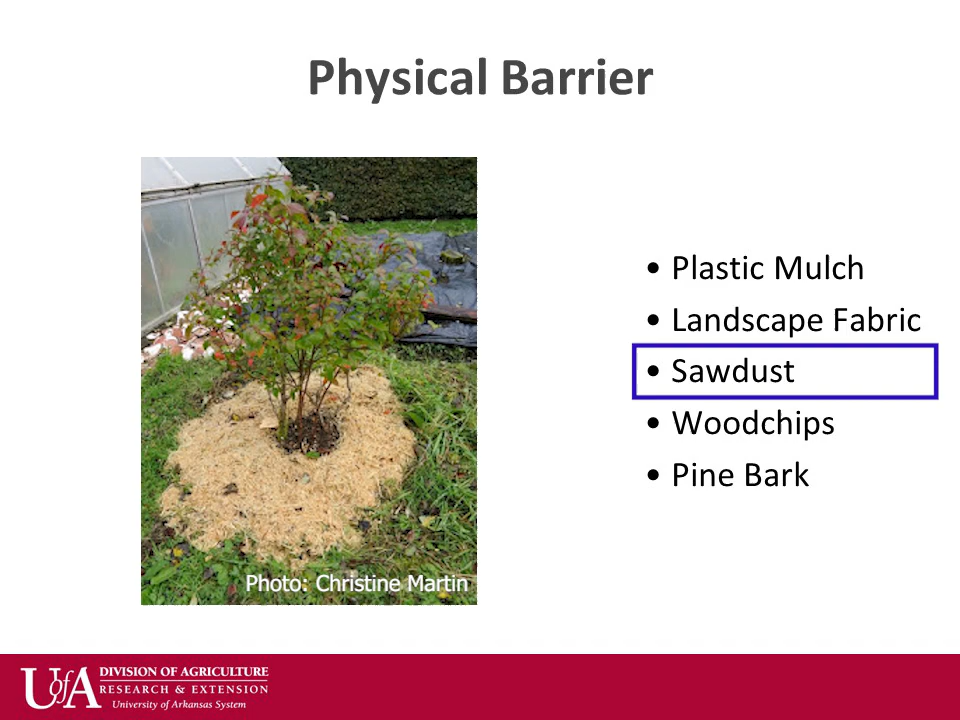 Physical Barrier
• Plastic Mulch
• Landscape Fabric
• Sawdust
• Woodchips
• Pine Bark
Photo: Christine Martin
UofA DIVISION OF AGRICULTURE
RESEARCH & EXTENSION
University of Arkansas System